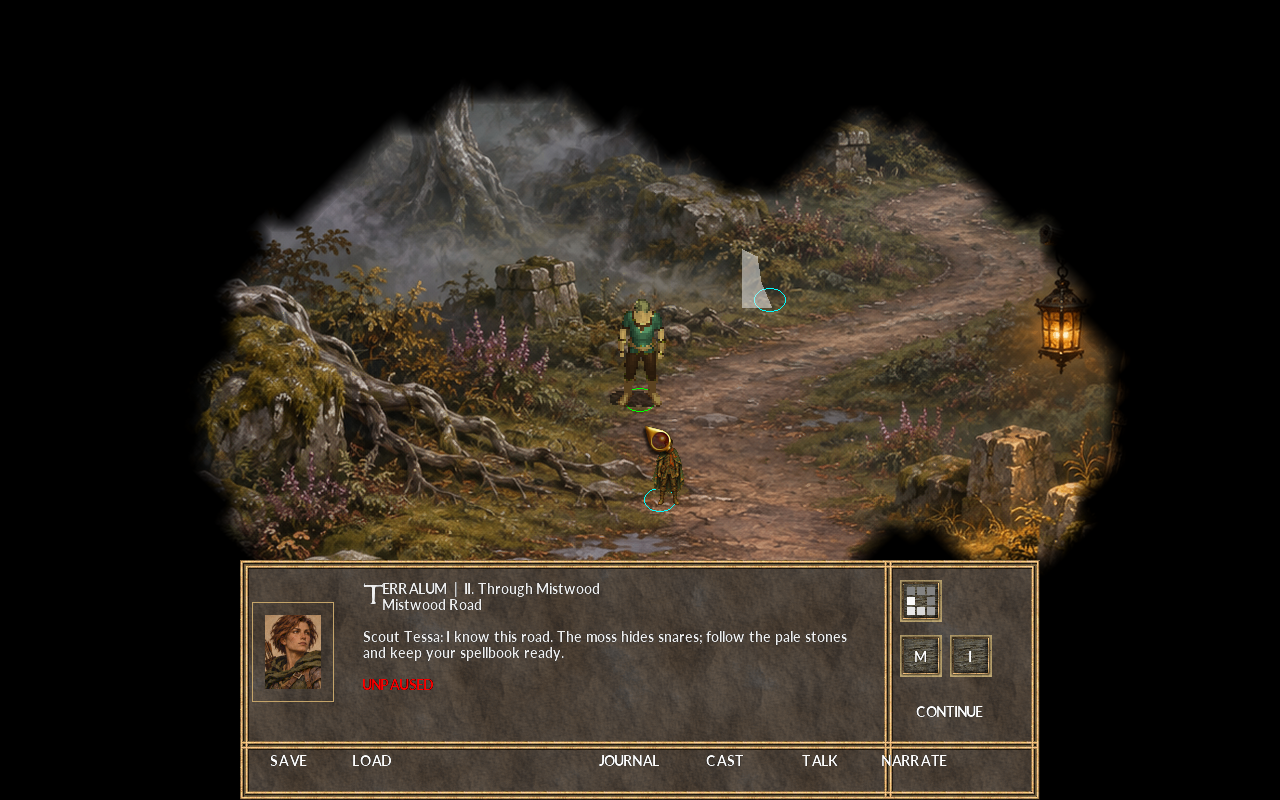 TERRALUM | II. Through Mistwood
Mistwood Road
Scout Tessa: I know this road. The moss hides snares; follow the pale stones
and keep your spellbook ready.
UNPAUSED
M I
CONTINUE
SAVE LOAD JOURNAL CAST TALK NARRATE